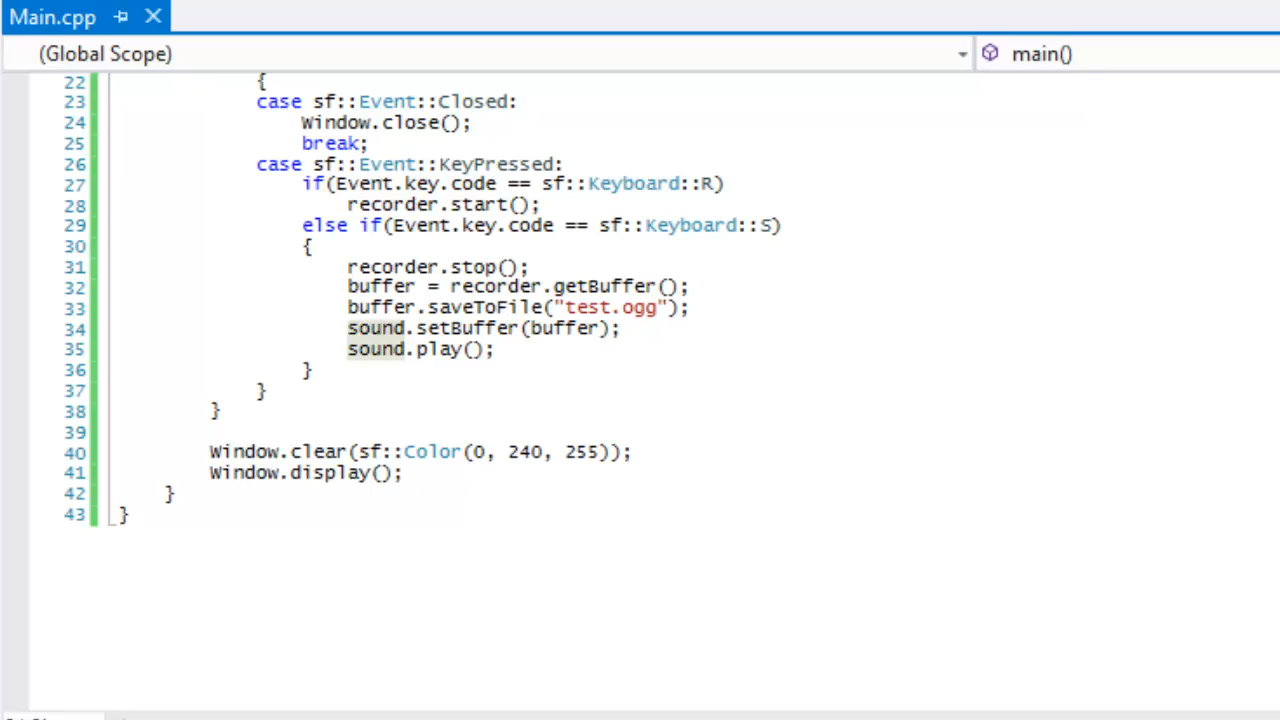 Main.cpp
(Global Scope) main()
22 {
23 case sf::Event::Closed:
24 Window.close();
25 break;
26 case sf::Event::KeyPressed:
27 if(Event.key.code == sf::Keyboard::R)
28 recorder.start();
29 else if(Event.key.code == sf::Keyboard::S)
30 {
31 recorder.stop();
32 buffer = recorder.getBuffer();
33 buffer.saveToFile("test.ogg");
34 sound.setBuffer(buffer);
35 sound.play();
36 }
37 }
38 }
39
40 Window.clear(sf::Color(0, 240, 255));
41 Window.display();
42 }
43 }